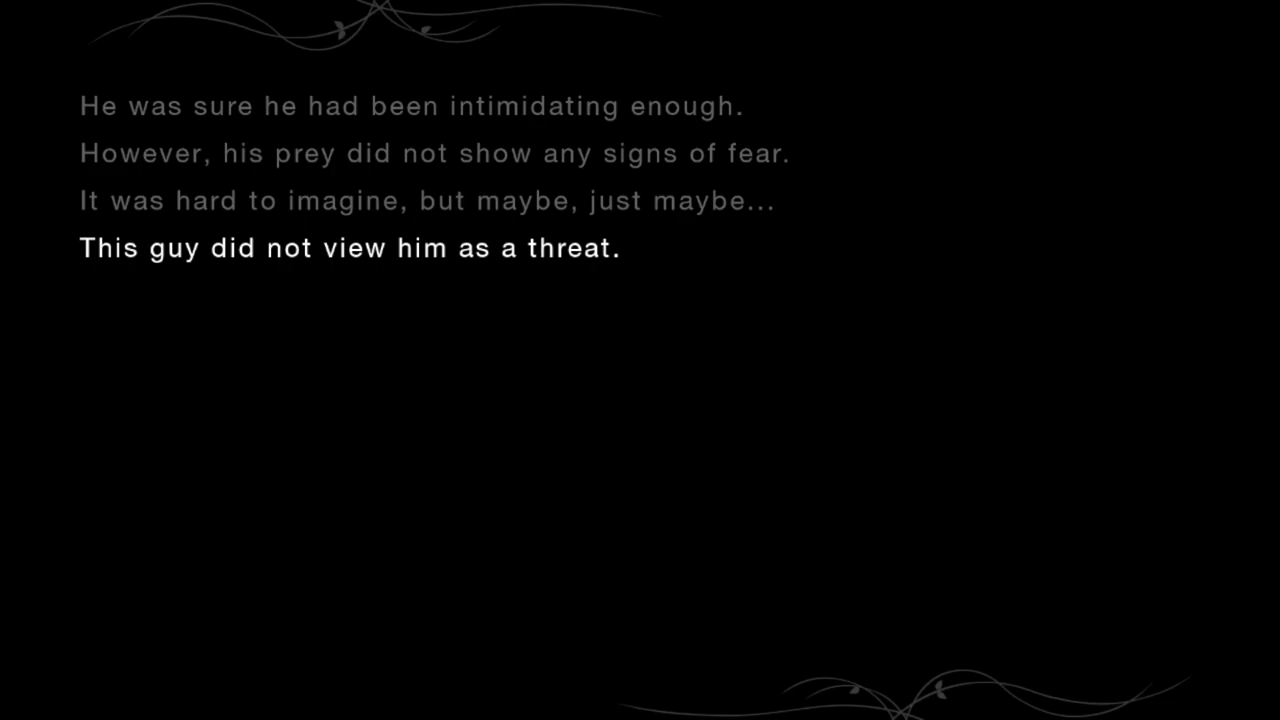 He was sure he had been intimidating enough.
However, his prey did not show any signs of fear.
It was hard to imagine, but maybe, just maybe...
This guy did not view him as a threat.